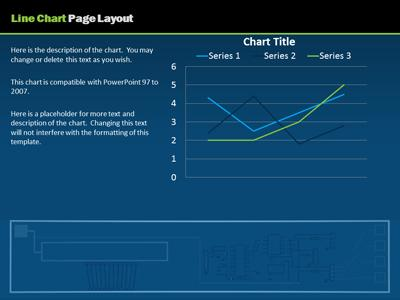 Line Chart Page Layout
Here is the description of the chart. You may
change or delete this text as you wish.
This chart is compatible with PowerPoint 97 to
2007.
Here is a placeholder for more text and
description of the chart. Changing this text
will not interfere with the formatting of this
template.
Chart Title
Series 1 Series 2 Series 3
6
5
4
3
2
1
0